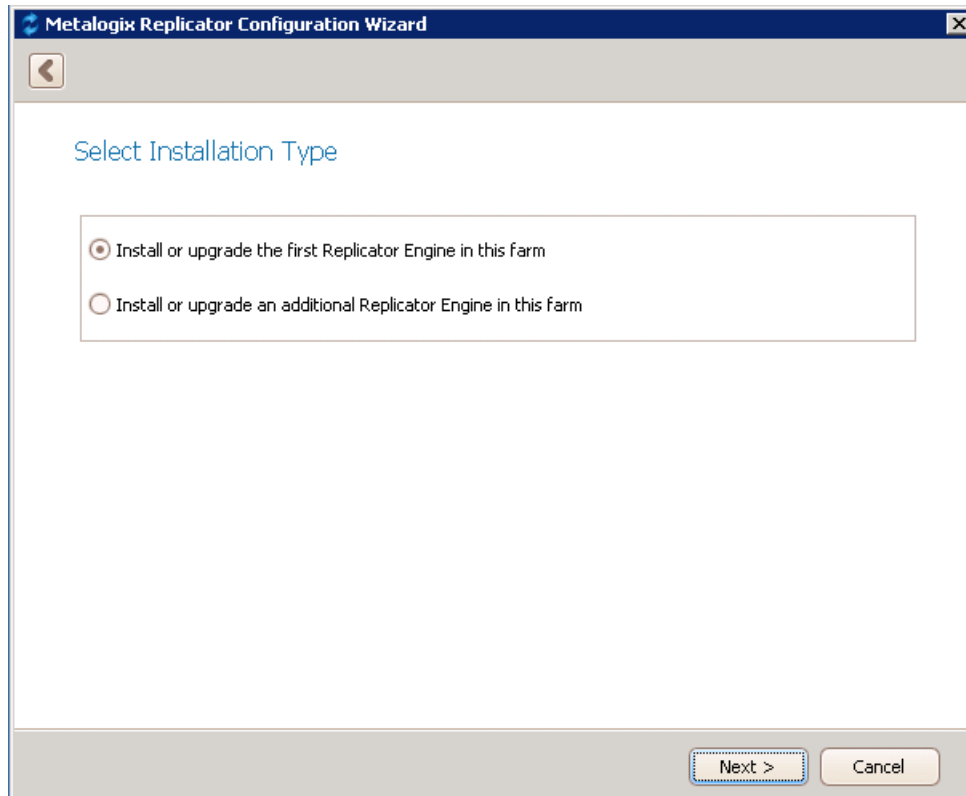 Metalogix Replicator Configuration Wizard
Select Installation Type
Install or upgrade the first Replicator Engine in this farm
Install or upgrade an additional Replicator Engine in this farm
Next >
Cancel